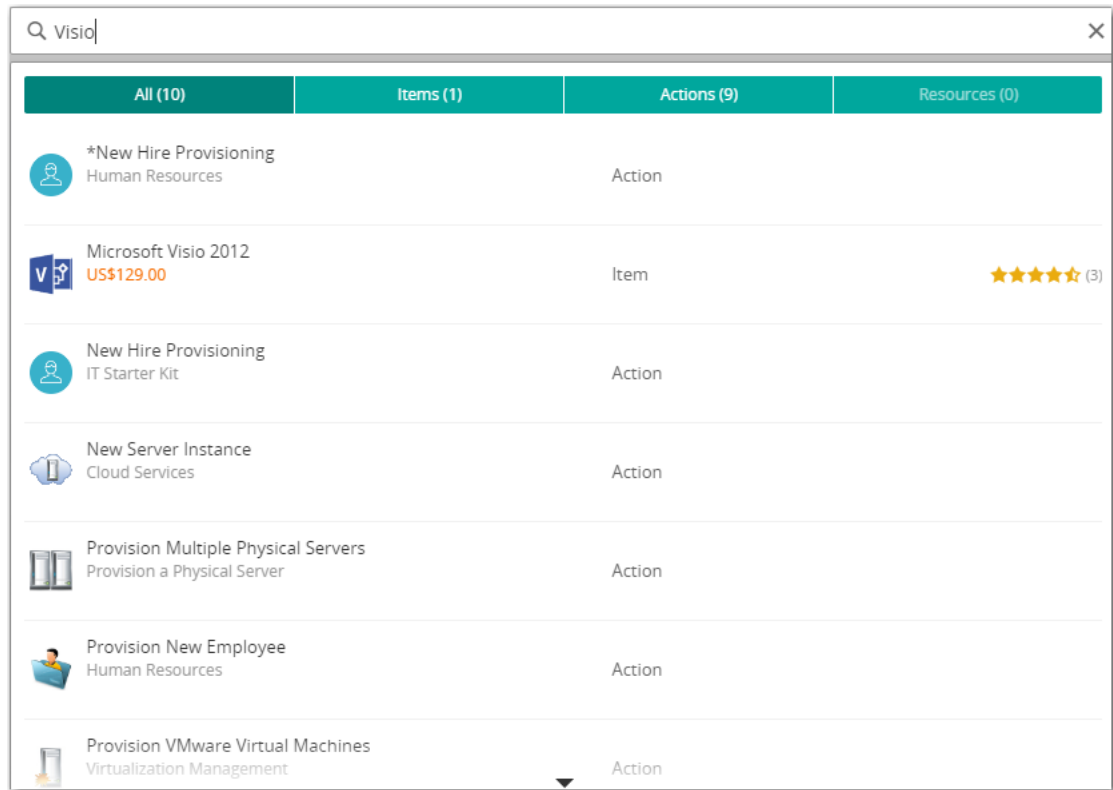 Visio
All (10)
Items (1)
Actions (9)
Resources (0)
*New Hire Provisioning
Human Resources
Action
Microsoft Visio 2012
US$129.00
Item
(3)
New Hire Provisioning
IT Starter Kit
Action
New Server Instance
Cloud Services
Action
Provision Multiple Physical Servers
Provision a Physical Server
Action
Provision New Employee
Human Resources
Action
Provision VMware Virtual Machines
Virtualization Management
Action